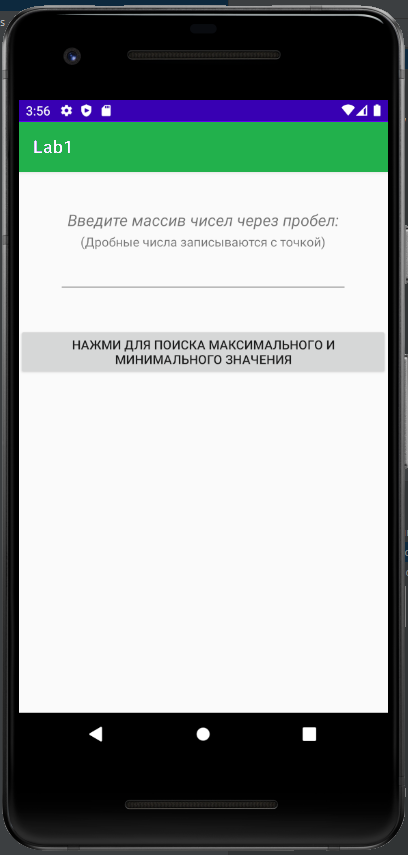 3:56
Lab1
Введите массив чисел через пробел:
(Дробные числа записываются с точкой)
НАЖМИ ДЛЯ ПОИСКА МАКСИМАЛЬНОГО И
МИНИМАЛЬНОГО ЗНАЧЕНИЯ